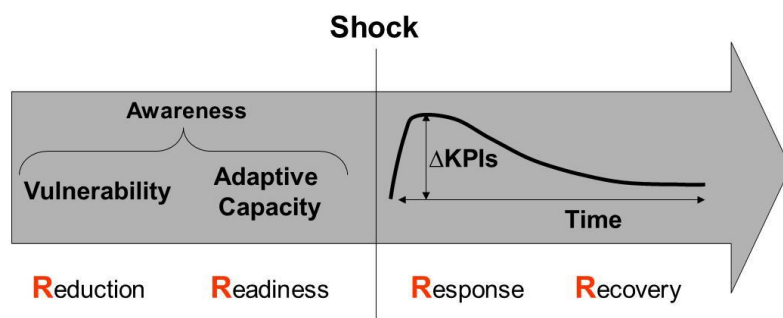 Shock
Awareness
Vulnerability
Adaptive
Capacity
ΔKPIs
Time
Reduction
Readiness
Response
Recovery